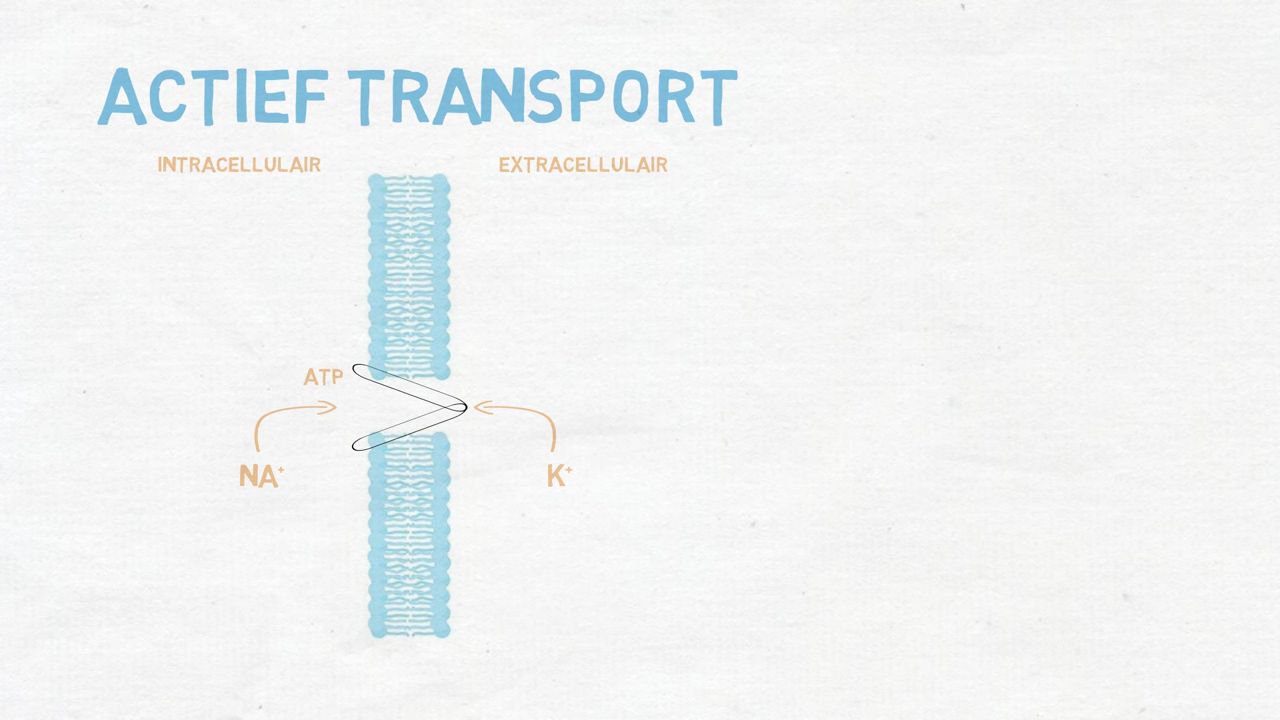 ACTIEF TRANSPORT
INTRACELLULAIR
EXTRACELLULAIR
ATP
NA⁺
K⁺